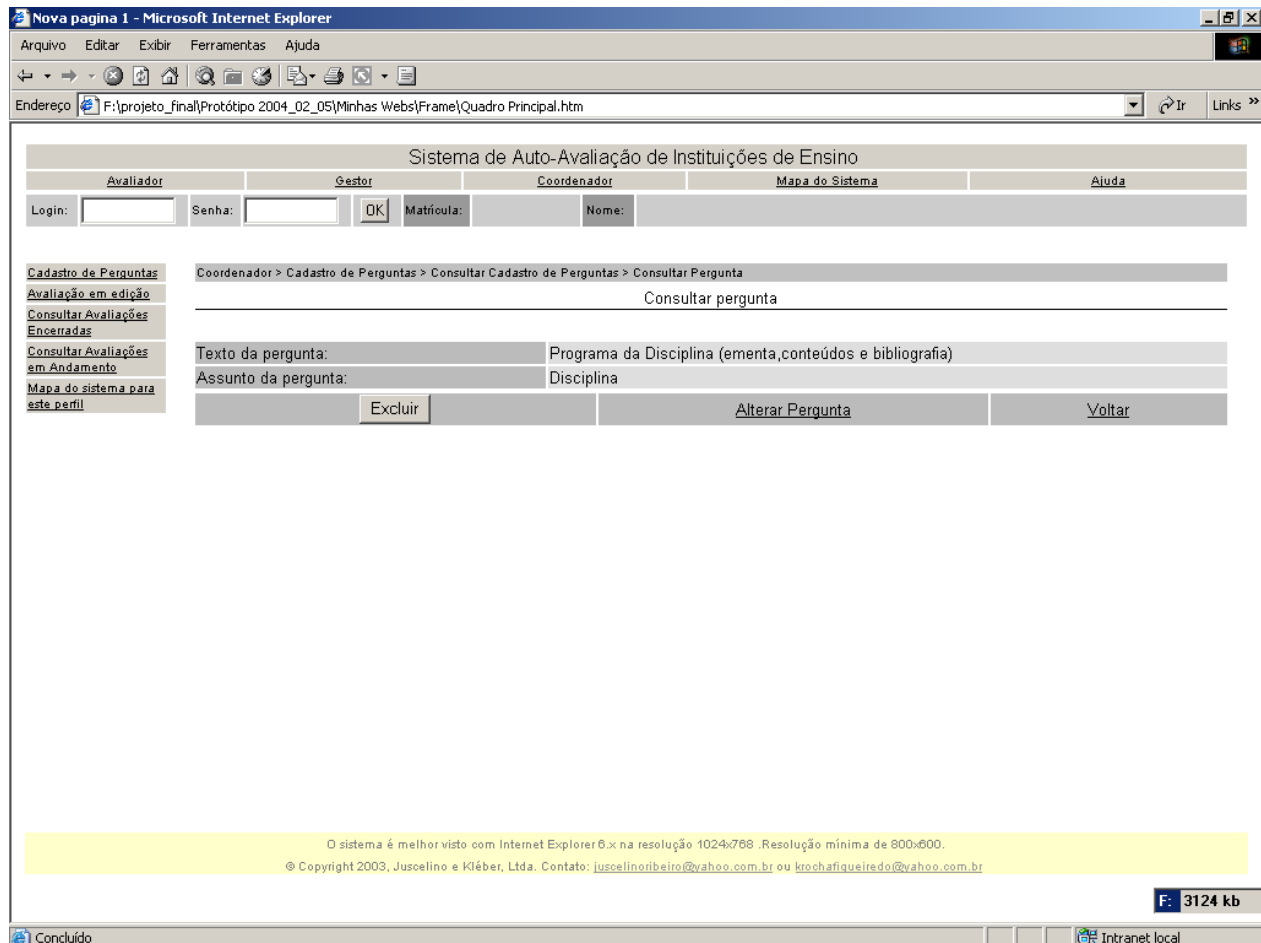 Nova pagina 1 - Microsoft Internet Explorer
Arquivo Editar Exibir Ferramentas Ajuda
Endereço F:\projeto_final\Protótipo 2004_02_05\Minhas Webs\Frame\Quadro Principal.htm Ir Links »
Sistema de Auto-Avaliação de Instituições de Ensino
Avaliador Gestor Coordenador Mapa do Sistema Ajuda
Login: Senha: OK Matrícula: Nome:
Cadastro de Perguntas
Avaliação em edição
Consultar Avaliações
Encerradas
Consultar Avaliações
em Andamento
Mapa do sistema para
este perfil
Coordenador > Cadastro de Perguntas > Consultar Cadastro de Perguntas > Consultar Pergunta
Consultar pergunta
Texto da pergunta: Programa da Disciplina (ementa,conteúdos e bibliografia)
Assunto da pergunta: Disciplina
Excluir Alterar Pergunta Voltar
O sistema é melhor visto com Internet Explorer 6.x na resolução 1024x768 .Resolução mínima de 800x600.
© Copyright 2003, Juscelino e Kléber, Ltda. Contato: juscelinoribeiro@yahoo.com.br ou krochafigueiredo@yahoo.com.br
F: 3124 kb
Concluído Intranet local